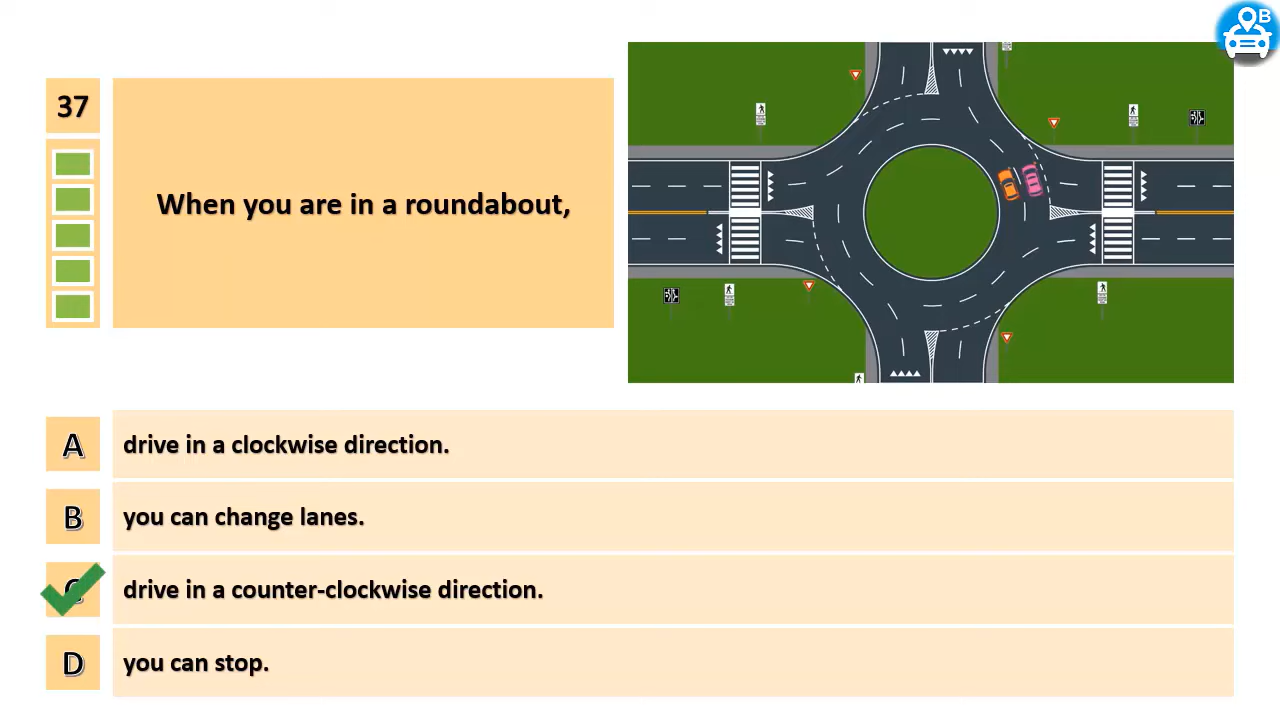 B
37
When you are in a roundabout,
A
drive in a clockwise direction.
B
you can change lanes.
C
drive in a counter-clockwise direction.
D
you can stop.